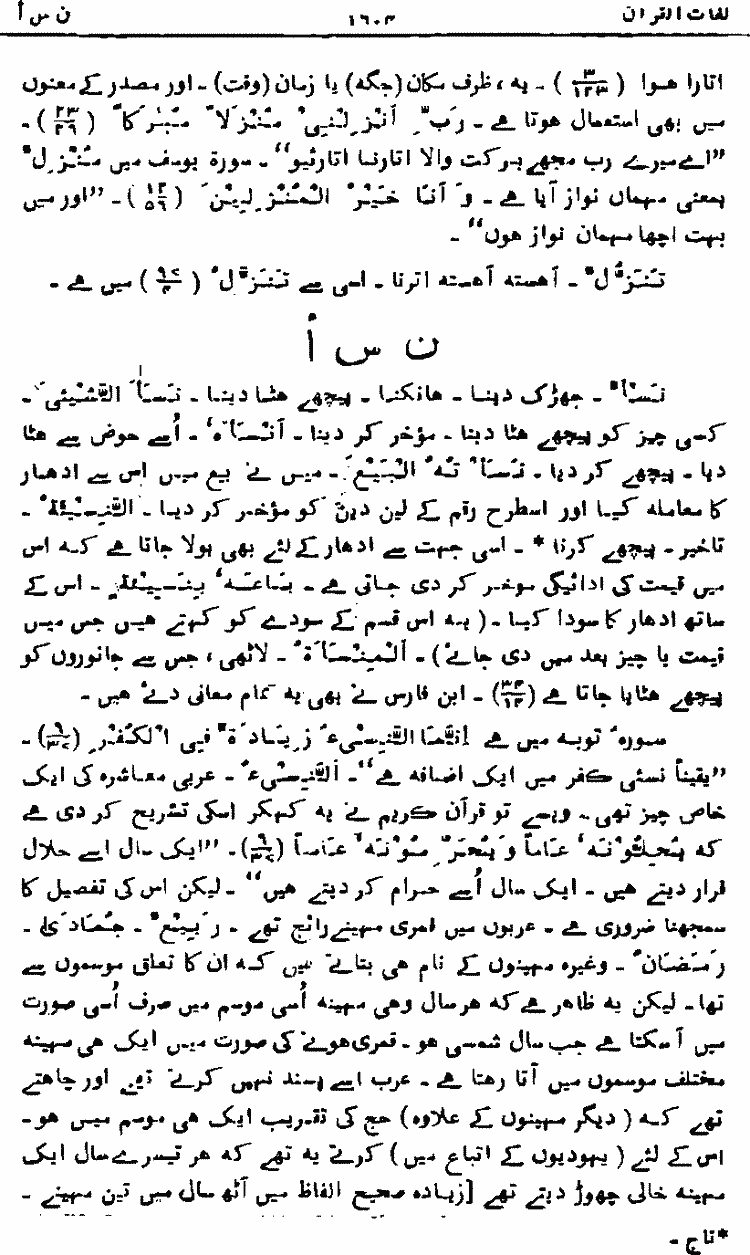 لغات القرآن ١٦٠٣ ن س أ
اتارا ہوا (۳/۱۲۳)۔ یہ، ظرف مکان (جگہ) یا زمان (وقت)۔ اور مصدر کے معنوں
میں بھی استعمال ہوتا ہے۔ رَبِّ اَنْزِلْنِیْ مُنْزَلاً مُّبٰرَکاً (۲۳/۲۹)۔
”اے میرے رب مجھے برکت والا اتارنا اتارئیو“۔ سورۃ یوسف میں مُنْزِلٌ
بمعنی مہمان نواز آیا ہے۔ وَ اَنَا خَیْرُ الْمُنْزِلِیْنَ (۱۲/۵۹)۔ ”اور میں
بہت اچھا مہمان نواز ہوں“۔
تَنَزُّلٌ۔ آہستہ آہستہ اترنا۔ اسی سے تَنَزَّلُ (۹۷/۴) میں ہے۔
ن س أ
نَسْأٌ۔ جھڑک دینا۔ ہانکنا۔ پیچھے ہٹا دینا۔ نَسَأَ الشَّیْئَ۔
کسی چیز کو پیچھے ہٹا دینا۔ مؤخر کر دینا۔ اَنْسَاَہٗ۔ اُسے حوض سے ہٹا
دیا۔ پیچھے کر دیا۔ نَسَأْتُہُ الْبَیْعَ۔ میں نے بیع میں اس سے ادھار
کا معاملہ کیا اور اسطرح رقم کے لین دین کو مؤخر کر دیا۔ اَلنَّسِیْئَۃُ۔
تاخیر۔ پیچھے کرنا*۔ اسی جہت سے ادھار کے لئے بھی بولا جاتا ہے کہ اس
میں قیمت کی ادائیگی موخر کر دی جاتی ہے۔ بَاعَہٗ بِنَسِیْئَۃٍ۔ اس کے
ساتھ ادھار کا سودا کیا۔ (یہ اس قسم کے سودے کو کہتے ہیں جس میں
قیمت یا چیز بعد میں دی جائے)۔ اَلْمِنْسَاَۃُ۔ لاٹھی، جس سے جانوروں کو
پیچھے ہٹایا جاتا ہے (۳۴/۱۴)۔ ابن فارس نے بھی یہ تمام معانی دئے ہیں۔
سورہ توبہ میں ہے اِنَّمَا النَّسِیْءُ زِیَادَۃٌ فِی الْکُفْرِ (۹/۳۷)۔
”یقیناً نسئی کفر میں ایک اضافہ ہے“۔ اَلنَّسِیْءُ۔ عربی معاشرہ کی ایک
خاص چیز تھی۔ ویسے تو قرآن کریم نے یہ کہکر اسکی تشریح کر دی ہے
کہ یُحِلُّوْنَہٗ عَاماً وَ یُحَرِّمُوْنَہٗ عَاماً (۹/۳۷)۔ ”ایک سال اسے حلال
قرار دیتے ہیں۔ ایک سال اُسے حرام کر دیتے ہیں“۔ لیکن اس کی تفصیل کا
سمجھنا ضروری ہے۔ عربوں میں قمری مہینے رائج تھے۔ رَبِیْعٌ۔ جُمَادَیٰ۔
رَمَضَانُ۔ وغیرہ مہینوں کے نام ہی بتاتے ہیں کہ ان کا تعلق موسموں سے
تھا۔ لیکن یہ ظاہر ہے کہ ہر سال وہی مہینہ اُسی موسم میں صرف اُسی صورت
میں آ سکتا ہے جب سال شمسی ہو۔ قمری ہونے کی صورت میں ایک ہی مہینہ
مختلف موسموں میں آتا رہتا ہے۔ عرب اسے پسند نہیں کرتے تھے اور چاہتے
تھے کہ (دیگر مہینوں کے علاوہ) حج کی تقریب ایک ہی موسم میں ہو۔
اس کے لئے (یہودیوں کے اتباع میں) کرتے یہ تھے کہ ہر تیسرے سال ایک
مہینہ خالی چھوڑ دیتے تھے [زیادہ صحیح الفاظ میں آٹھ سال میں تین مہینے۔
*تاج۔